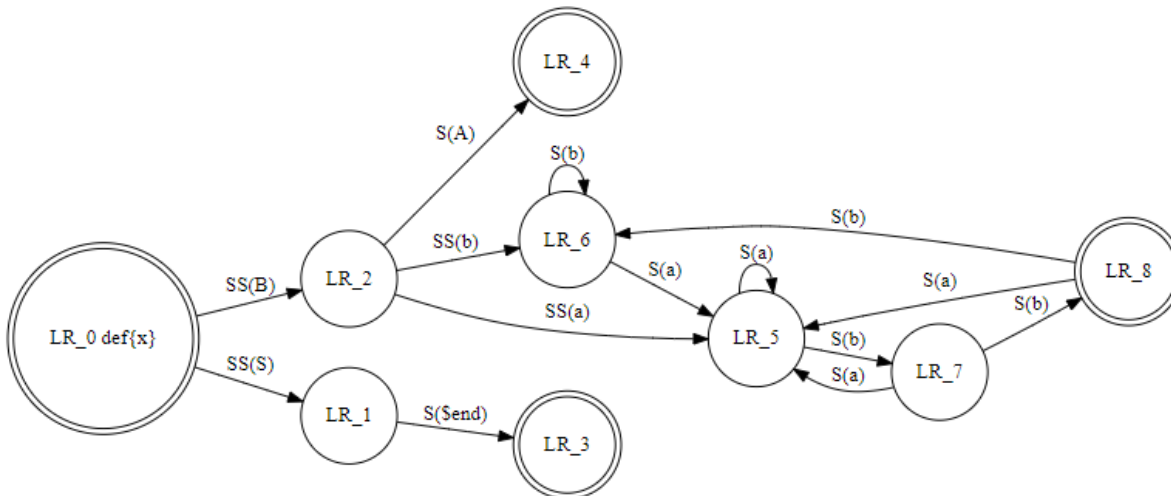 LR_4
S(A)
S(b)
SS(b)
LR_6
S(b)
SS(B)
LR_2
S(a)
S(a)
S(a)
LR_8
SS(a)
S(b)
LR_0 def{x}
LR_5
S(b)
LR_7
SS(S)
S(a)
LR_1
S($end)
LR_3